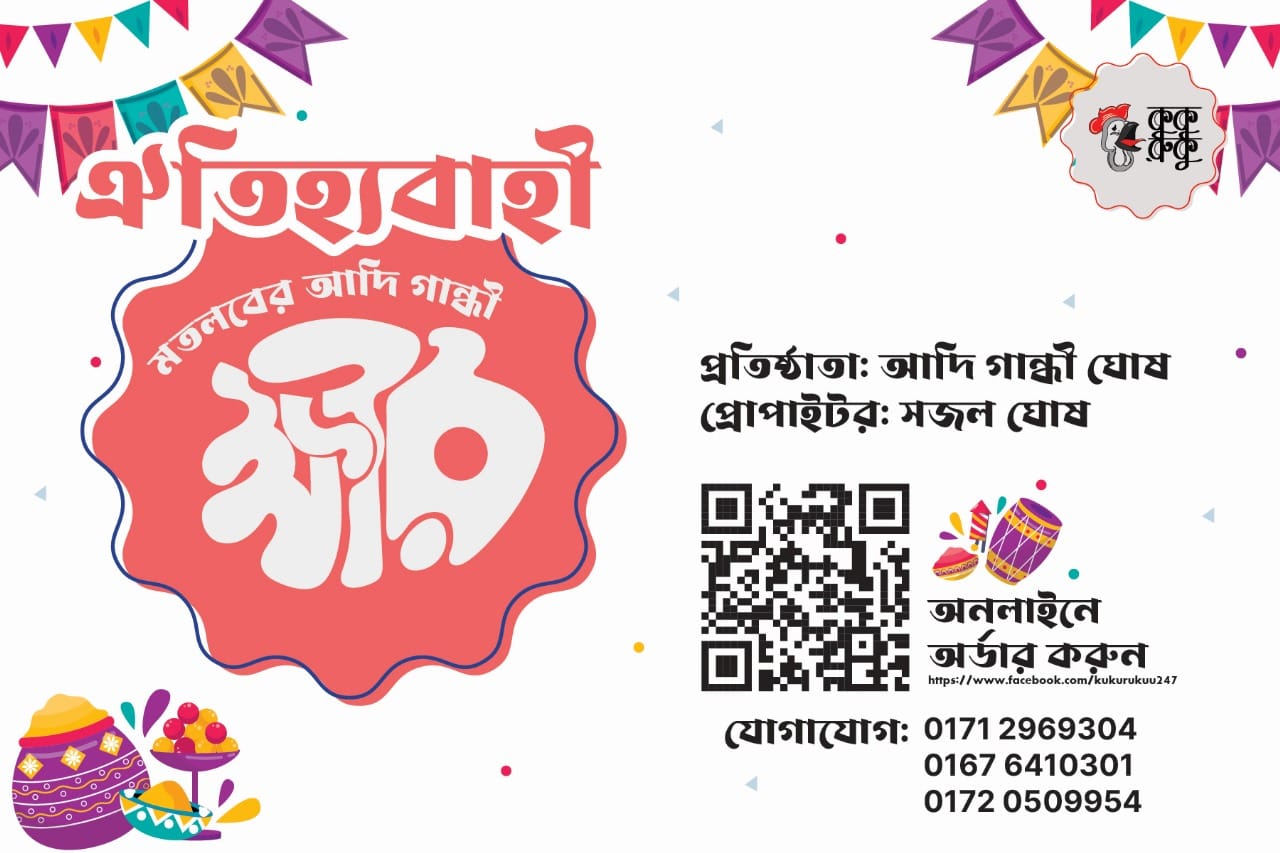 ঐতিহ্যবাহী
মতলবের আদি গান্ধী
ক্ষীর
কুকু
রুকু
প্রতিষ্ঠাতা: আদি গান্ধী ঘোষ
প্রোপাইটর: সজল ঘোষ
অনলাইনে
অর্ডার করুন
https://www.facebook.com/kukurukuu247
যোগাযোগ: 0171 2969304
0167 6410301
0172 0509954